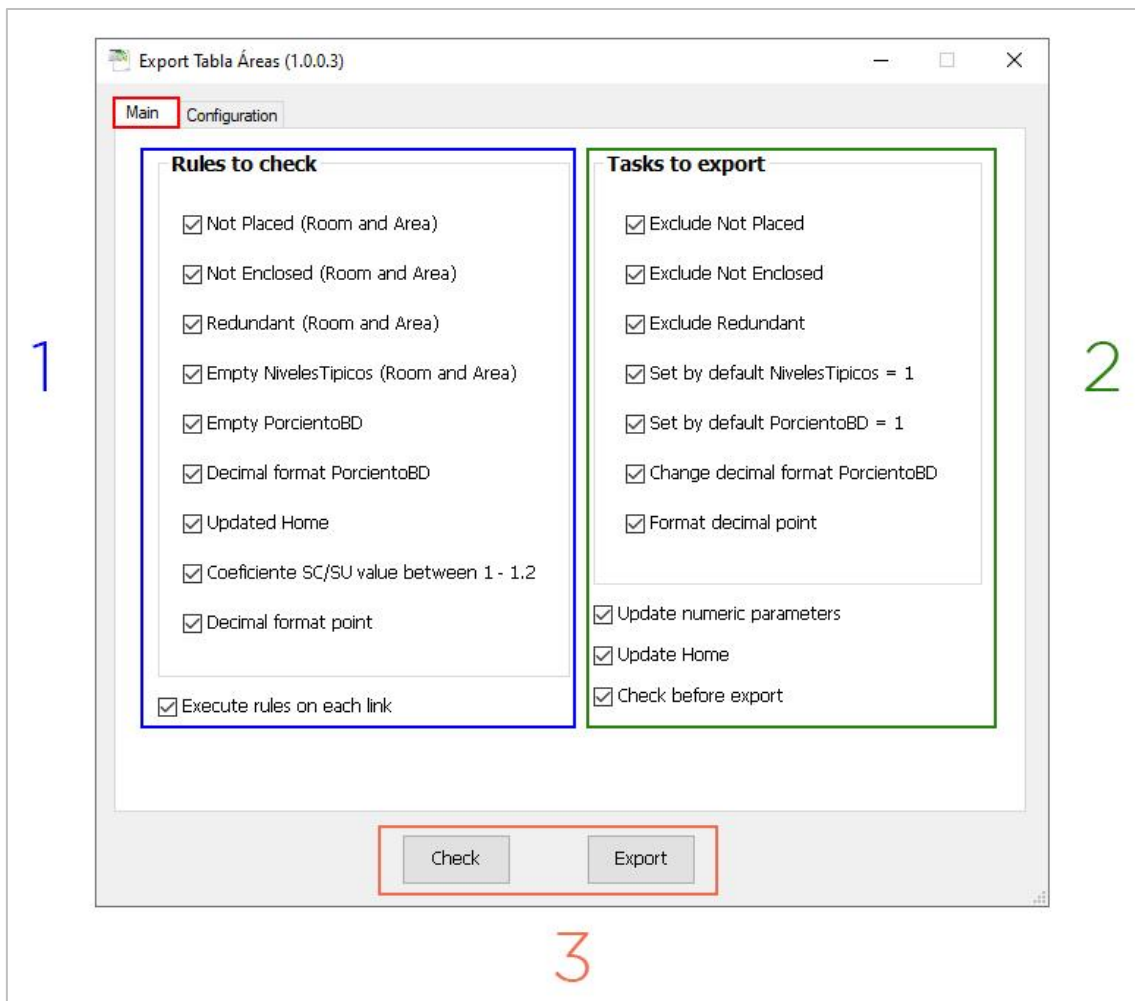 Export Tabla Áreas (1.0.0.3)
Main
Configuration
1
Rules to check
Not Placed (Room and Area)
Not Enclosed (Room and Area)
Redundant (Room and Area)
Empty NivelesTipicos (Room and Area)
Empty PorcientoBD
Decimal format PorcientoBD
Updated Home
Coeficiente SC/SU value between 1 - 1.2
Decimal format point
Execute rules on each link
Tasks to export
Exclude Not Placed
Exclude Not Enclosed
Exclude Redundant
Set by default NivelesTipicos = 1
Set by default PorcientoBD = 1
Change decimal format PorcientoBD
Format decimal point
Update numeric parameters
Update Home
Check before export
2
Check
Export
3